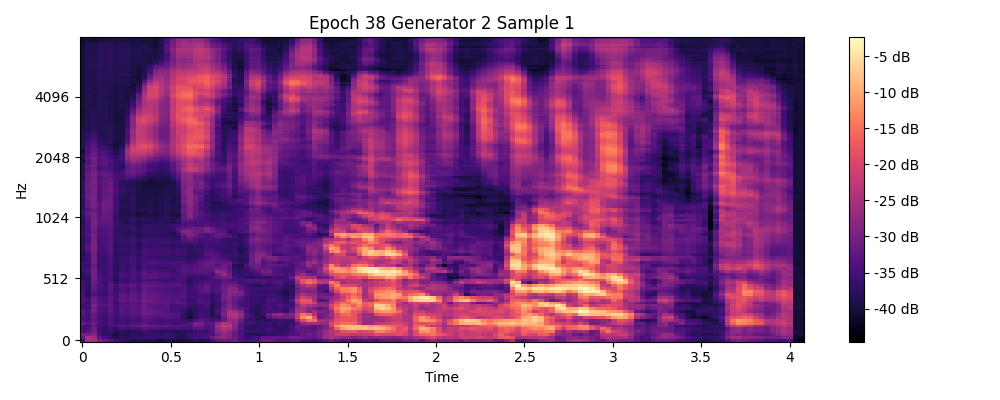 Epoch 38 Generator 2 Sample 1
Hz
4096
2048
1024
512
0
0 0.5 1 1.5 2 2.5 3 3.5 4
Time
-5 dB
-10 dB
-15 dB
-20 dB
-25 dB
-30 dB
-35 dB
-40 dB